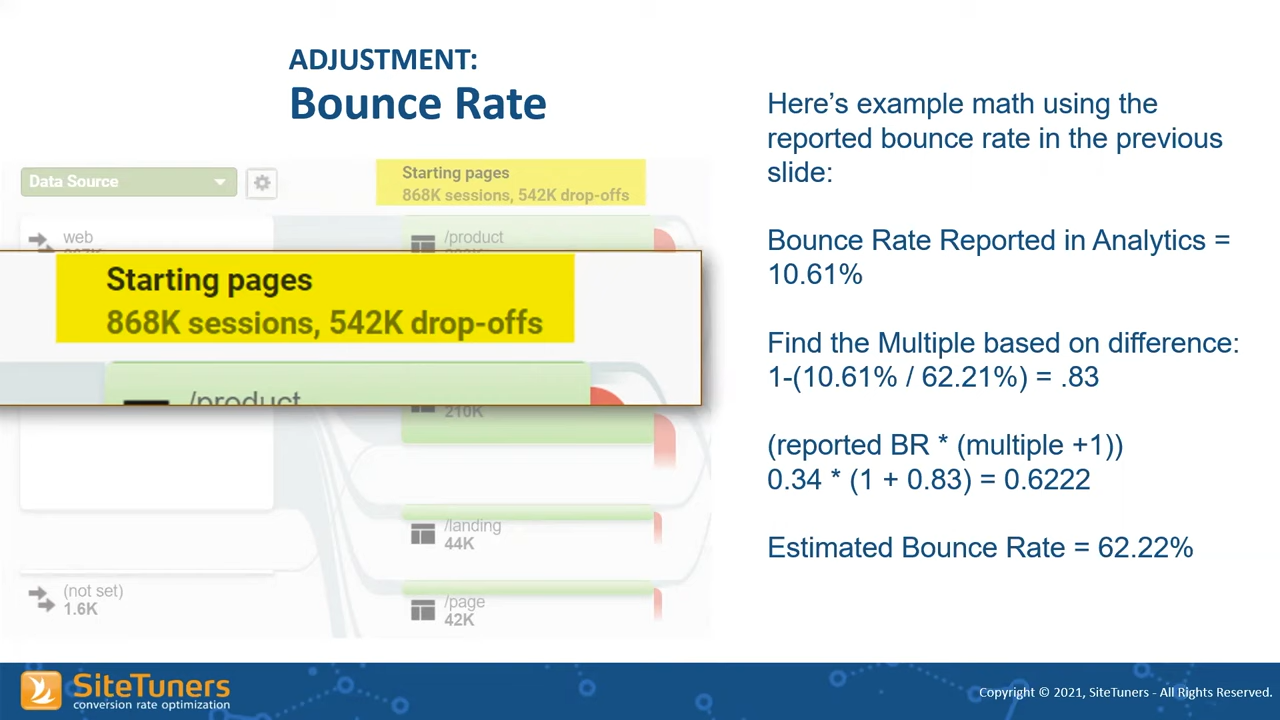 ADJUSTMENT:
Bounce Rate
Data Source
Starting pages
868K sessions, 542K drop-offs
web
/product
Starting pages
868K sessions, 542K drop-offs
/product
210K
/landing
44K
(not set)
1.6K
/page
42K
Here’s example math using the
reported bounce rate in the previous
slide:
Bounce Rate Reported in Analytics =
10.61%
Find the Multiple based on difference:
1-(10.61% / 62.21%) = .83
(reported BR * (multiple +1))
0.34 * (1 + 0.83) = 0.6222
Estimated Bounce Rate = 62.22%
SiteTuners
conversion rate optimization
Copyright © 2021, SiteTuners - All Rights Reserved.